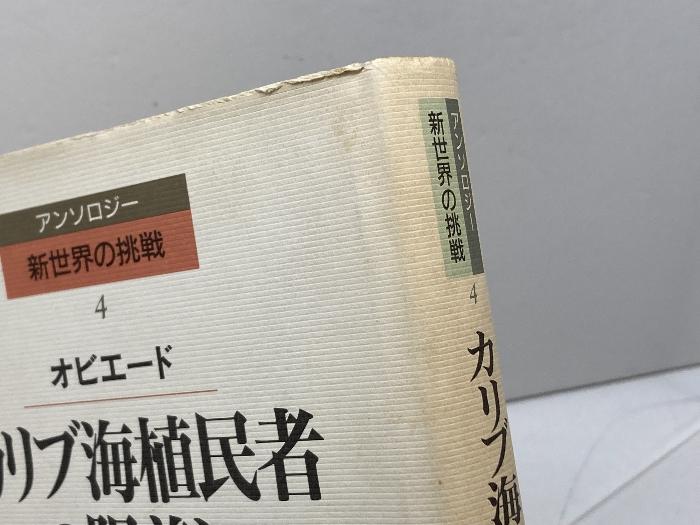 アンソロジー
新世界の挑戦
4
オビエード
リブ海植民者
アンソロジー
新世界の挑戦
4
カリブ海